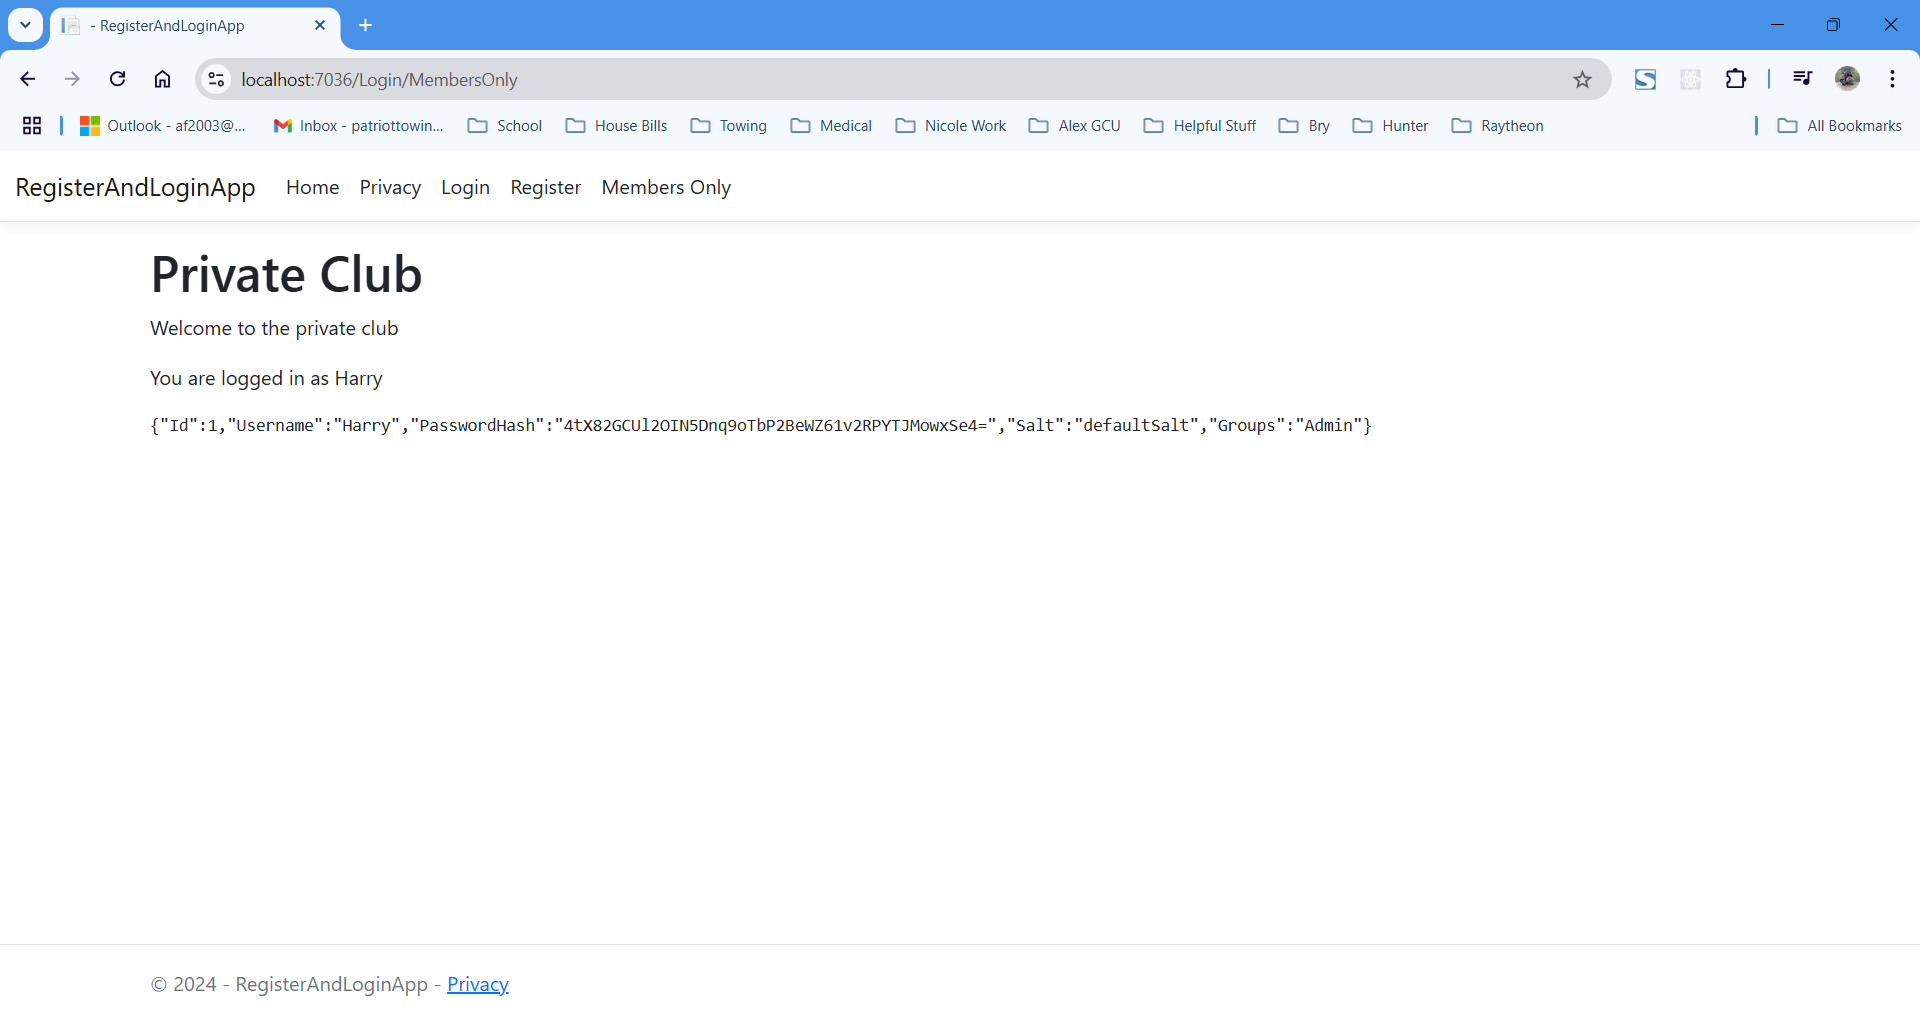 - RegisterAndLoginApp
localhost:7036/Login/MembersOnly
Outlook - af2003@... Inbox - patriottowin... School House Bills Towing Medical Nicole Work Alex GCU Helpful Stuff Bry Hunter Raytheon All Bookmarks
RegisterAndLoginApp Home Privacy Login Register Members Only
Private Club
Welcome to the private club
You are logged in as Harry
{"Id":1,"Username":"Harry","PasswordHash":"4tX82GCUl2OIN5Dnq9oTbP2BeWZ61v2RPYTJMowxSe4=","Salt":"defaultSalt","Groups":"Admin"}
© 2024 - RegisterAndLoginApp - Privacy